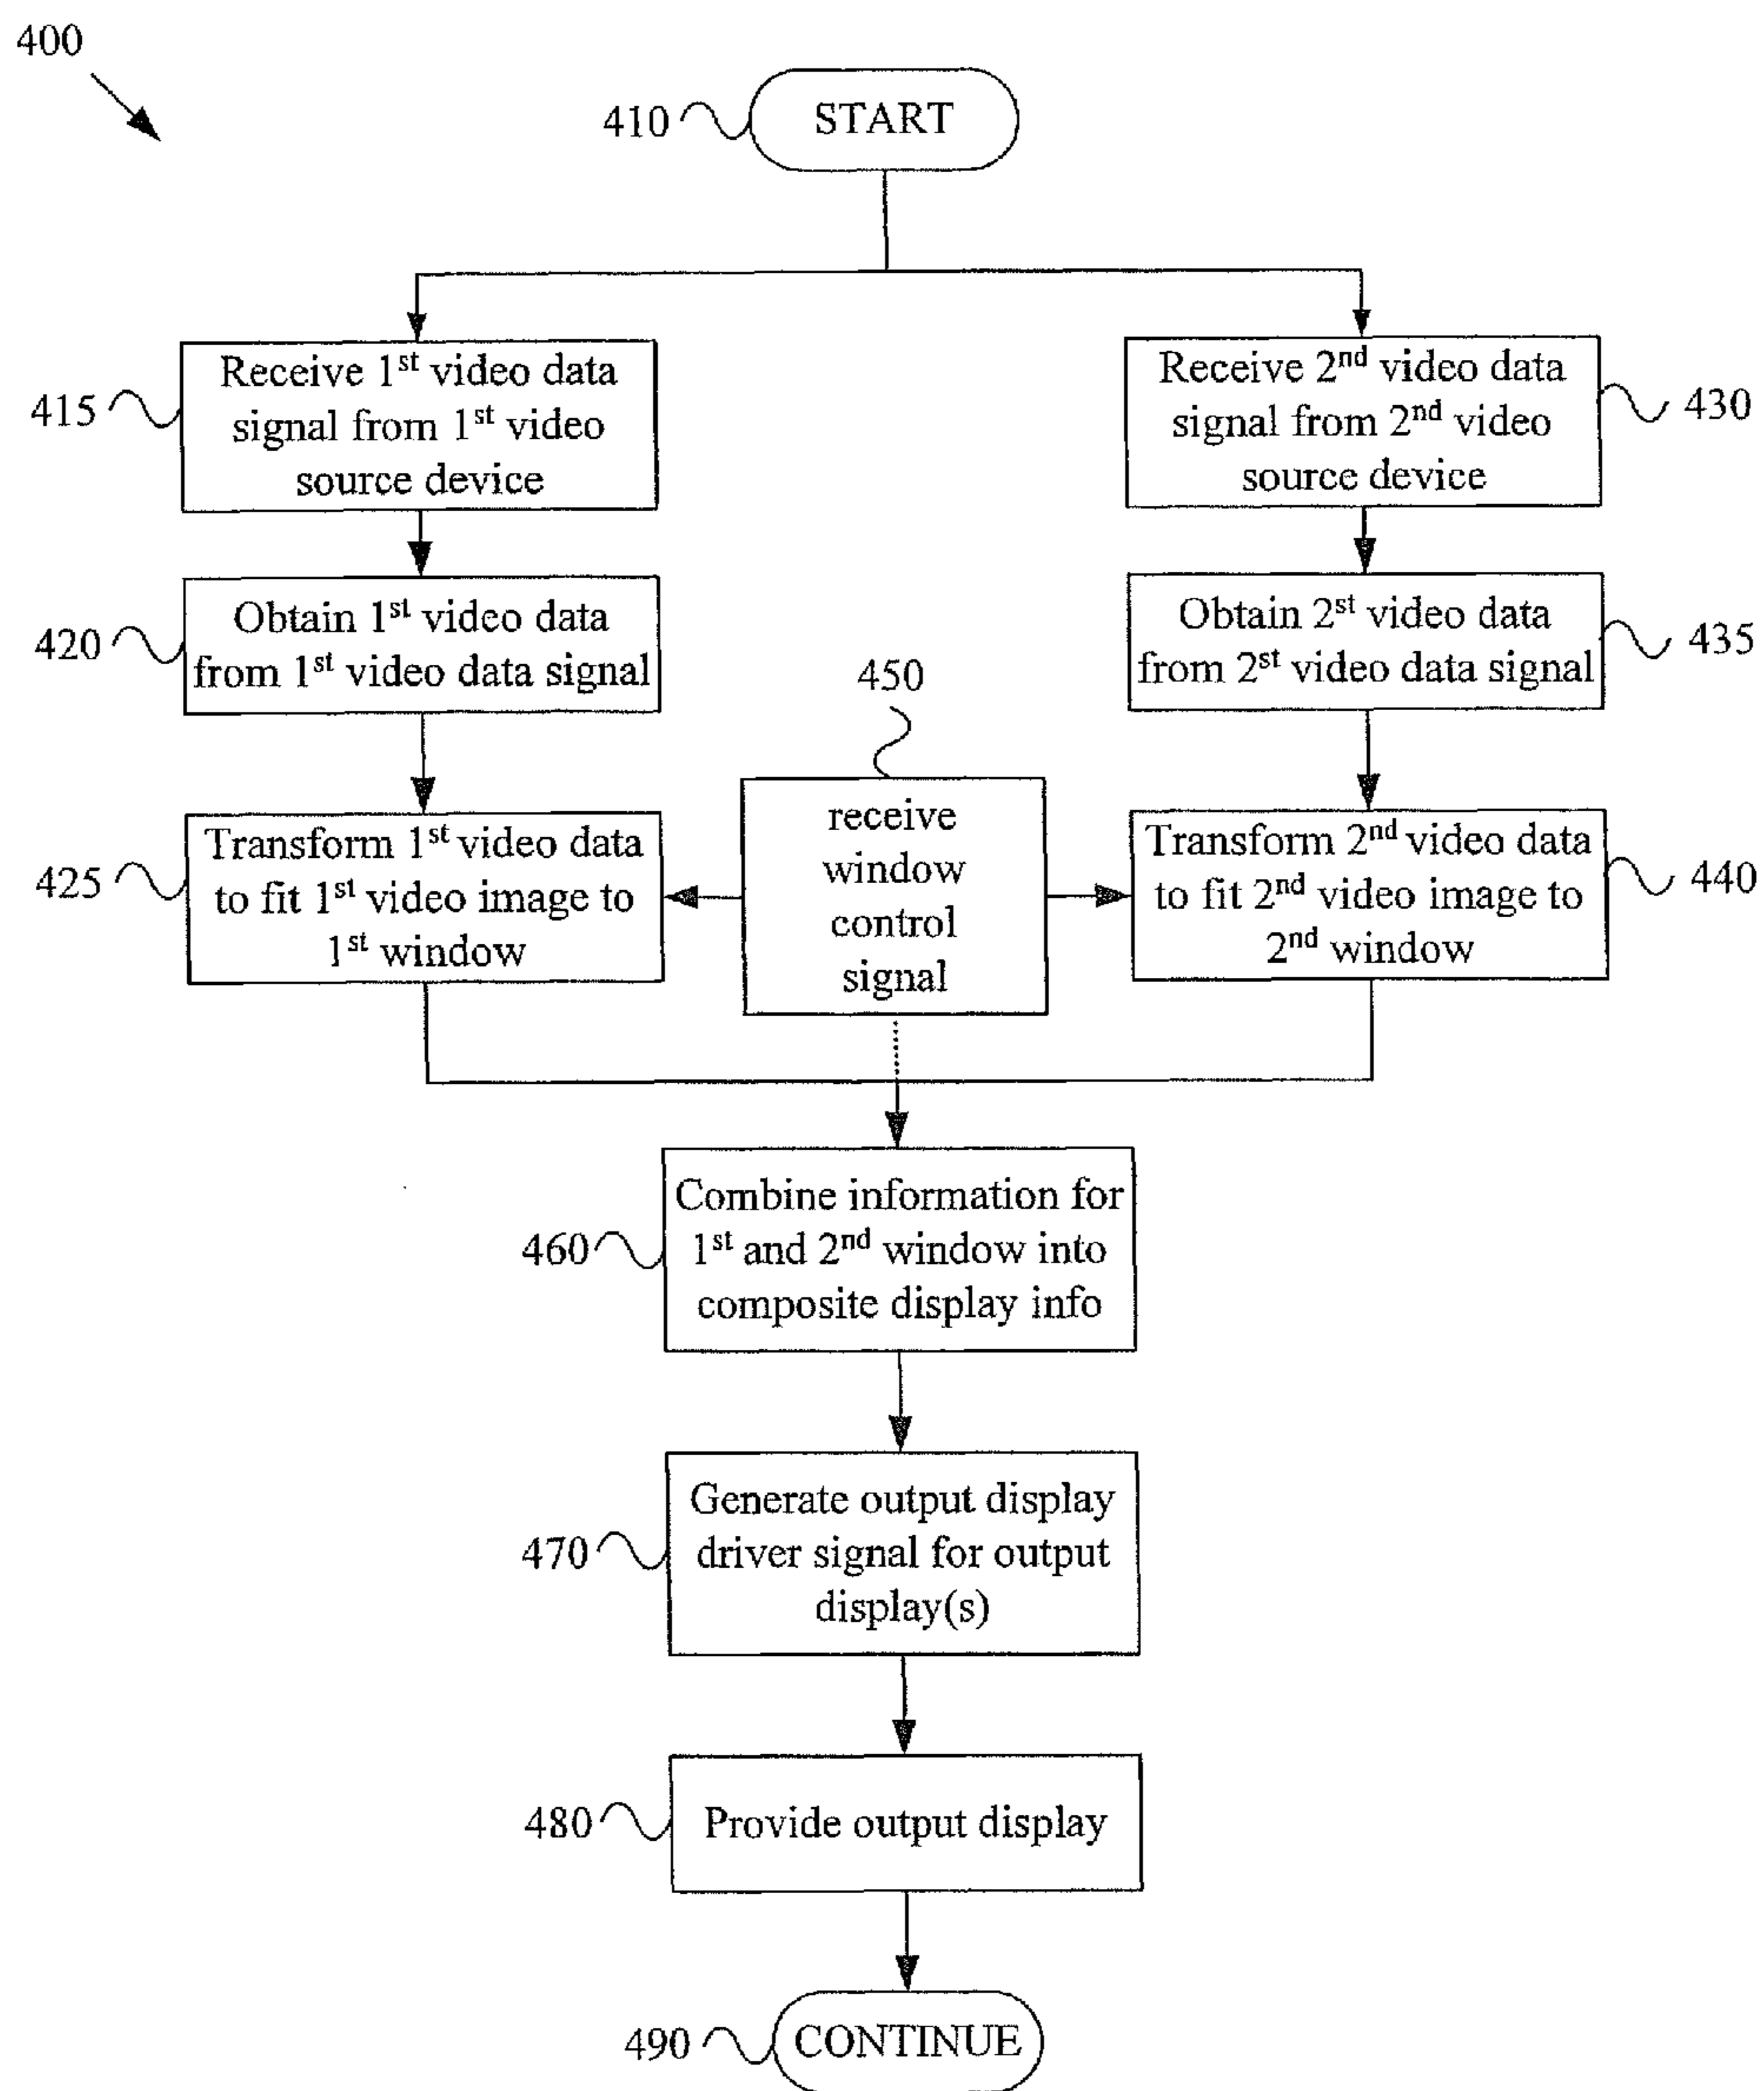 400
410
START
Receive 1st video data
signal from 1st video
source device
415
Receive 2nd video data
signal from 2nd video
source device
430
Obtain 1st video data
from 1st video data signal
420
Obtain 2st video data
from 2st video data signal
435
450
receive
window
control
signal
Transform 1st video data
to fit 1st video image to
1st window
425
Transform 2nd video data
to fit 2nd video image to
2nd window
440
Combine information for
1st and 2nd window into
composite display info
460
Generate output display
driver signal for output
display(s)
470
Provide output display
480
CONTINUE
490